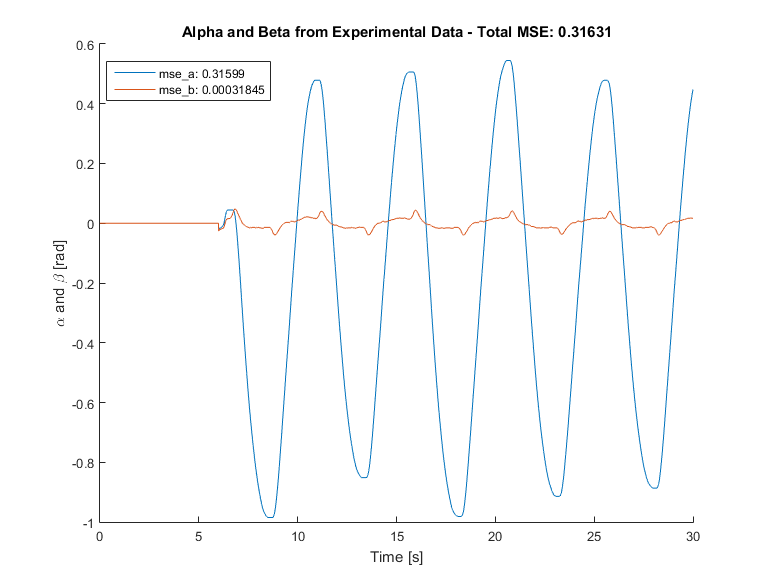 Alpha and Beta from Experimental Data - Total MSE: 0.31631
0.6
mse_a: 0.31599
mse_b: 0.00031845
0.4
0.2
0
-0.2
-0.4
-0.6
-0.8
-1
α and β [rad]
0 5 10 15 20 25 30
Time [s]